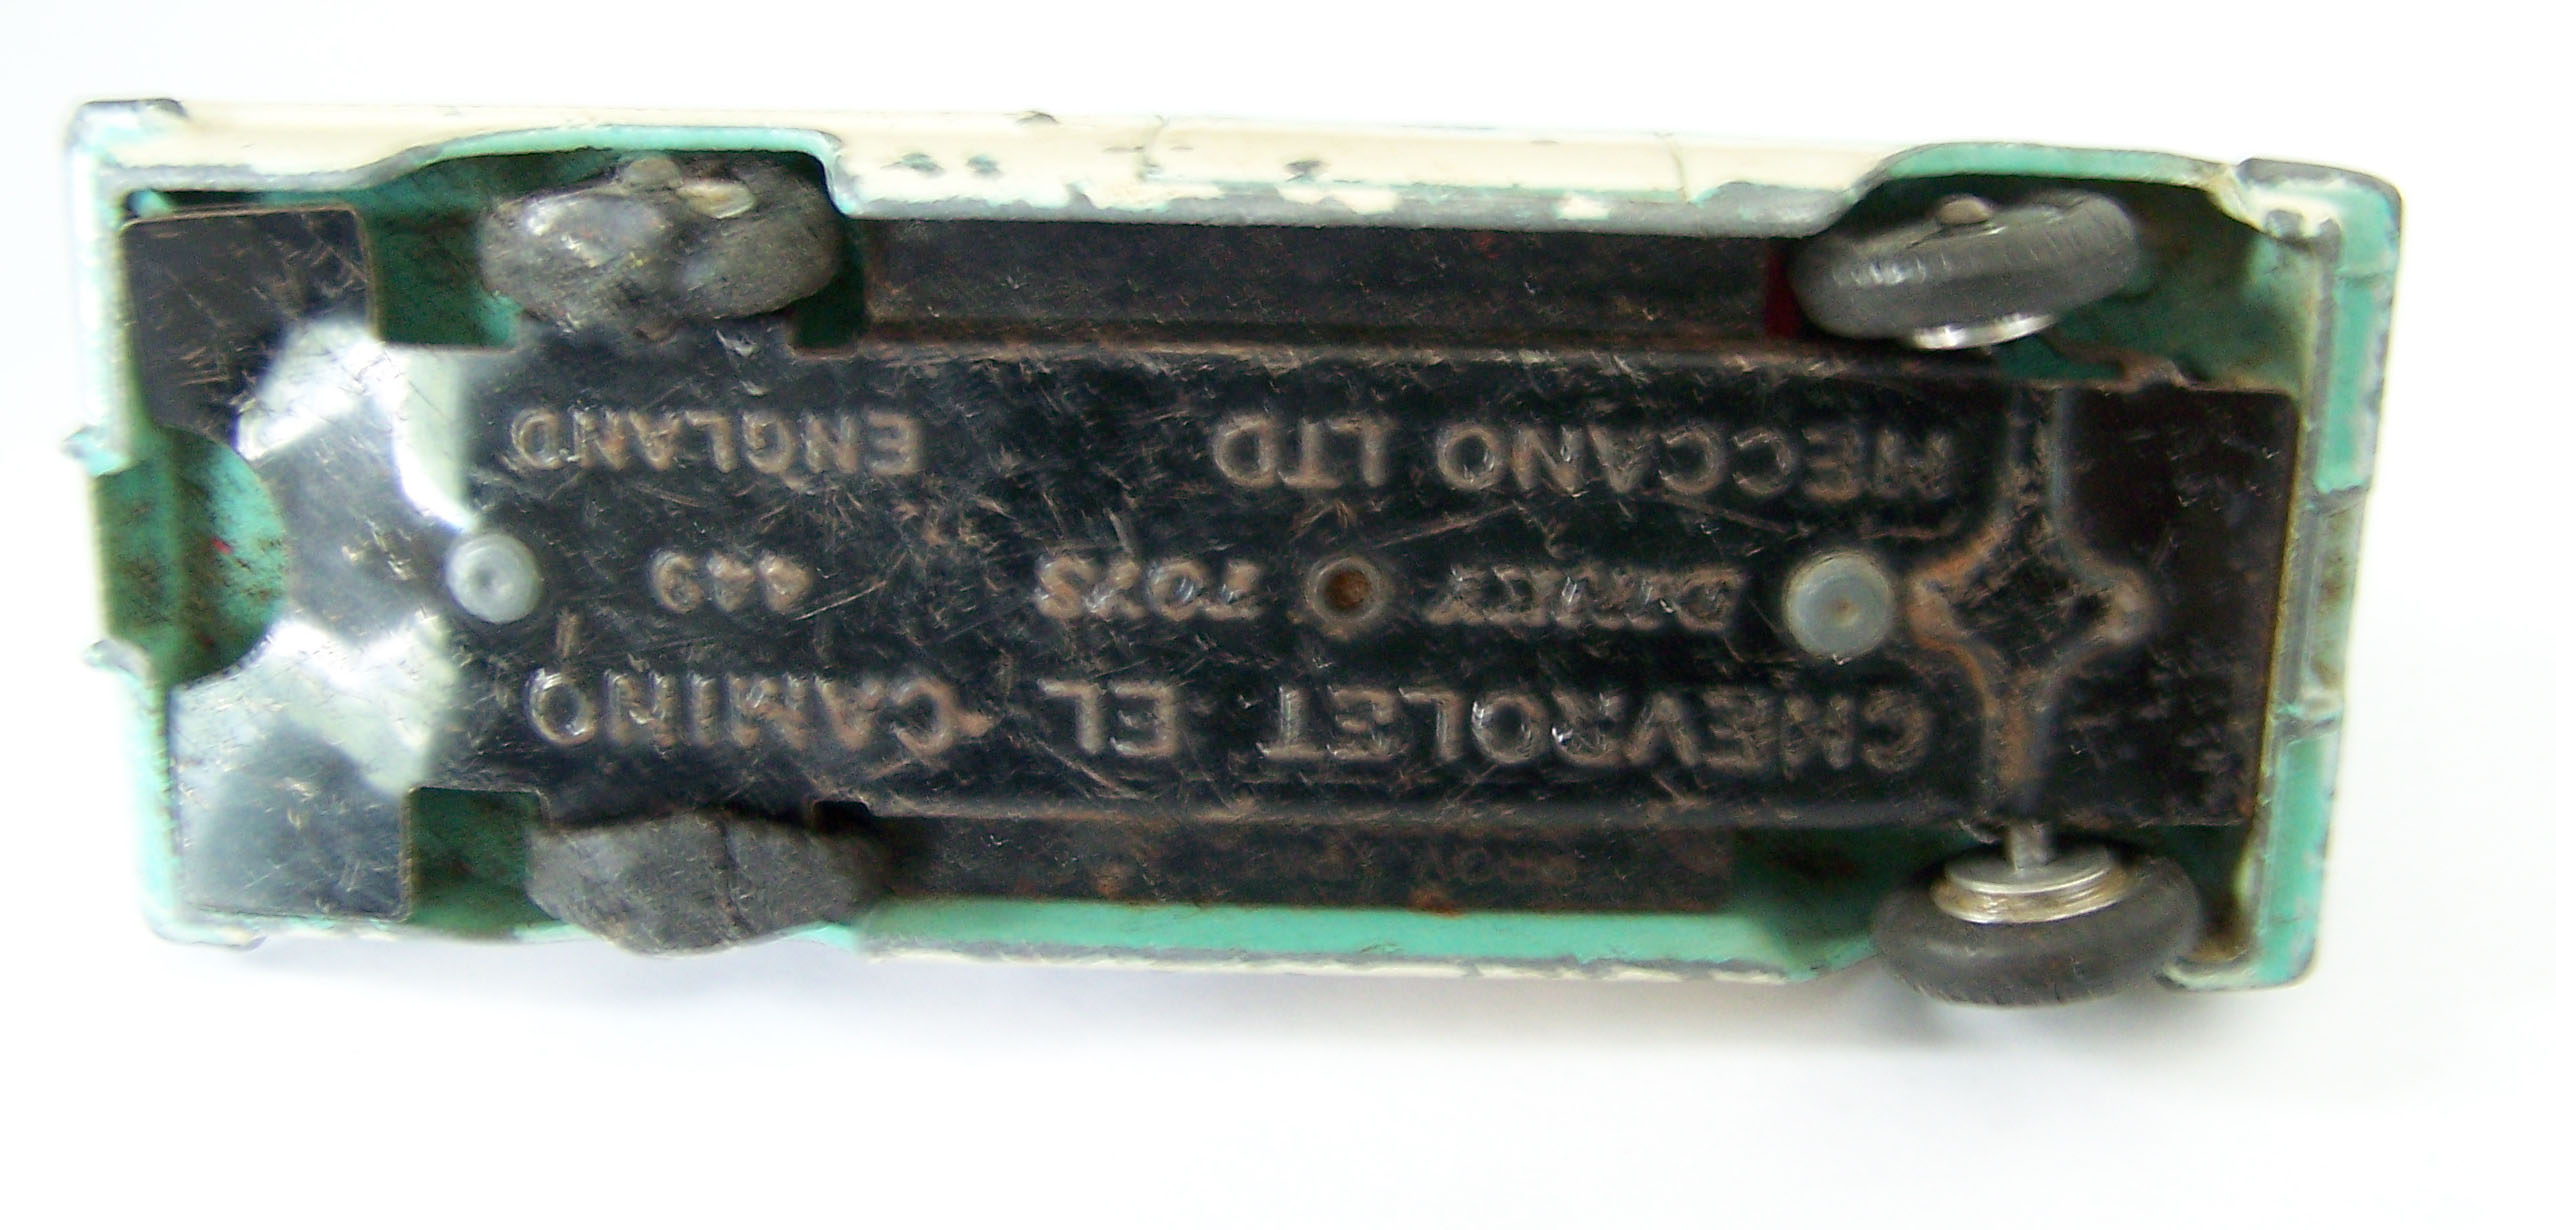 CHEVROLET EL CAMINO
DINKY TOYS 449
MECCANO LTD ENGLAND